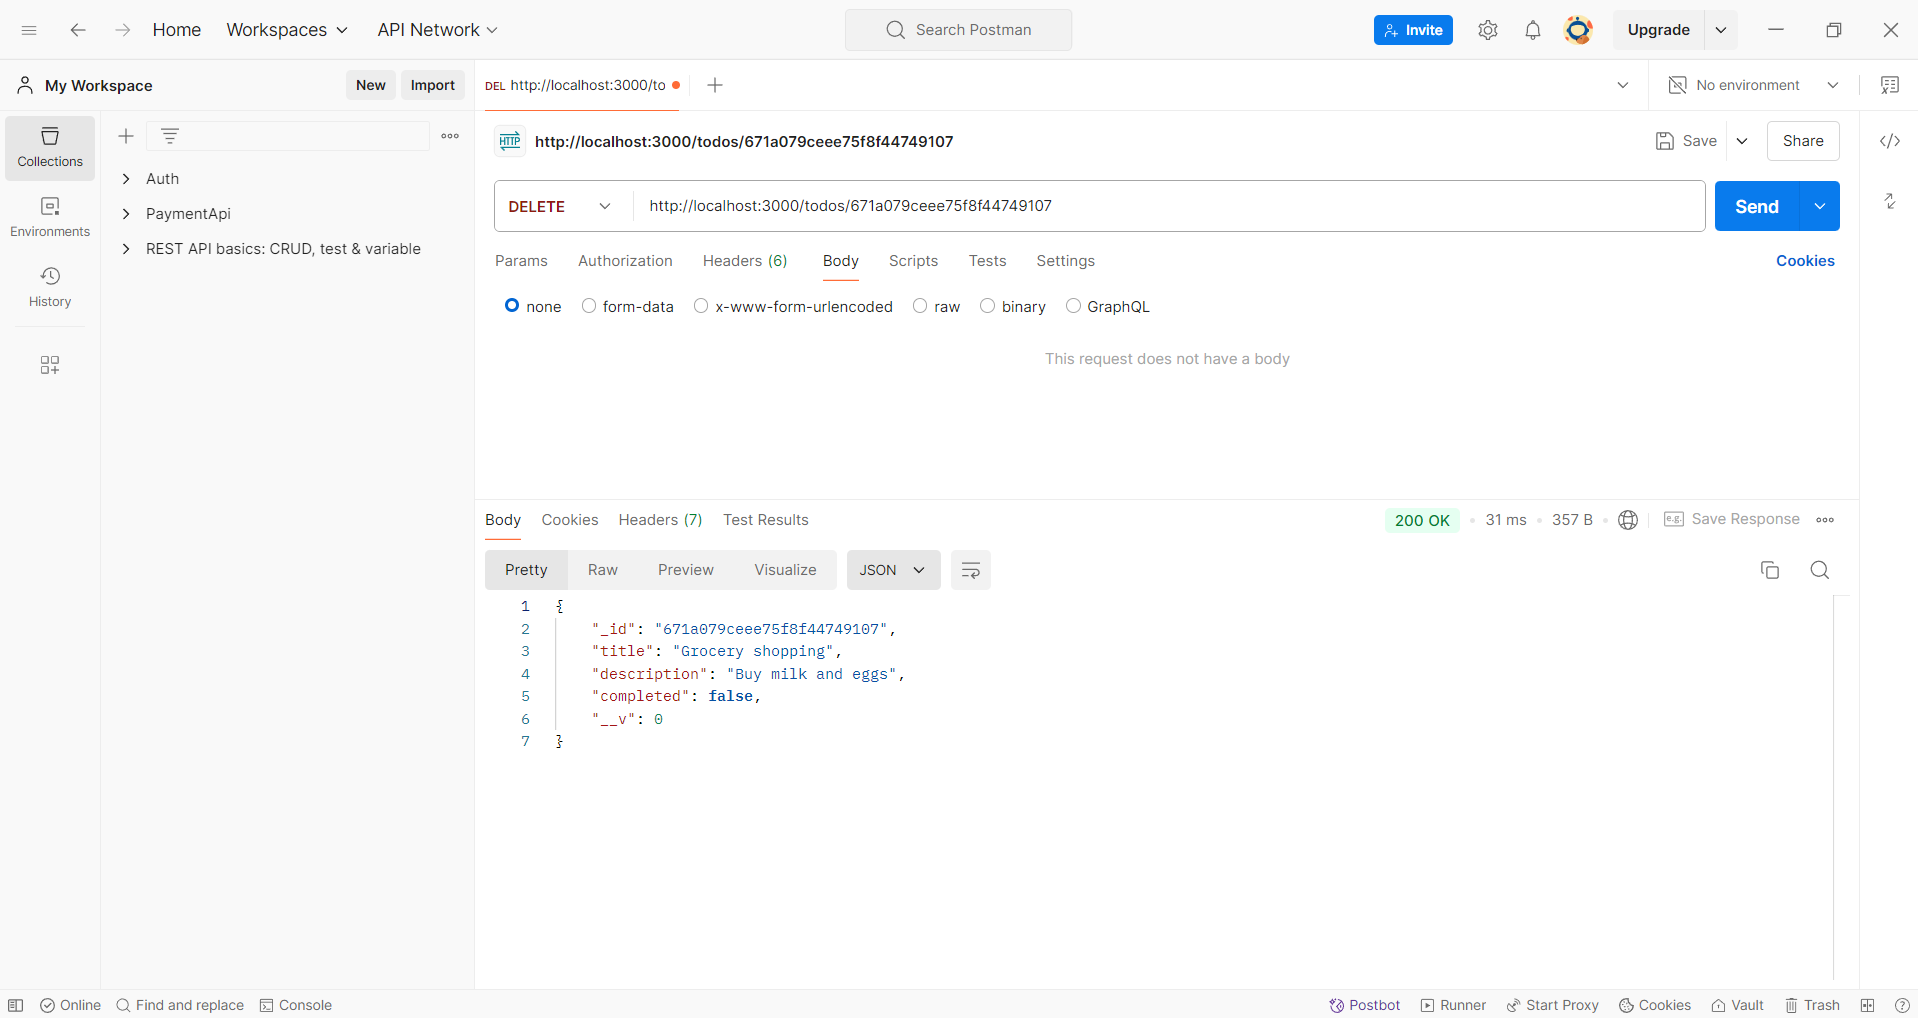 Home Workspaces API Network Search Postman Invite Upgrade
My Workspace New Import DEL http://localhost:3000/to No environment
Collections
Environments
History
Auth
PaymentApi
REST API basics: CRUD, test & variable
HTTP http://localhost:3000/todos/671a079ceee75f8f44749107 Save Share
DELETE http://localhost:3000/todos/671a079ceee75f8f44749107 Send
Params Authorization Headers (6) Body Scripts Tests Settings Cookies
none form-data x-www-form-urlencoded raw binary GraphQL
This request does not have a body
Body Cookies Headers (7) Test Results 200 OK 31 ms 357 B e.g. Save Response
Pretty Raw Preview Visualize JSON
1 {
2 "_id": "671a079ceee75f8f44749107",
3 "title": "Grocery shopping",
4 "description": "Buy milk and eggs",
5 "completed": false,
6 "__v": 0
7 }
Online Find and replace Console Postbot Runner Start Proxy Cookies Vault Trash